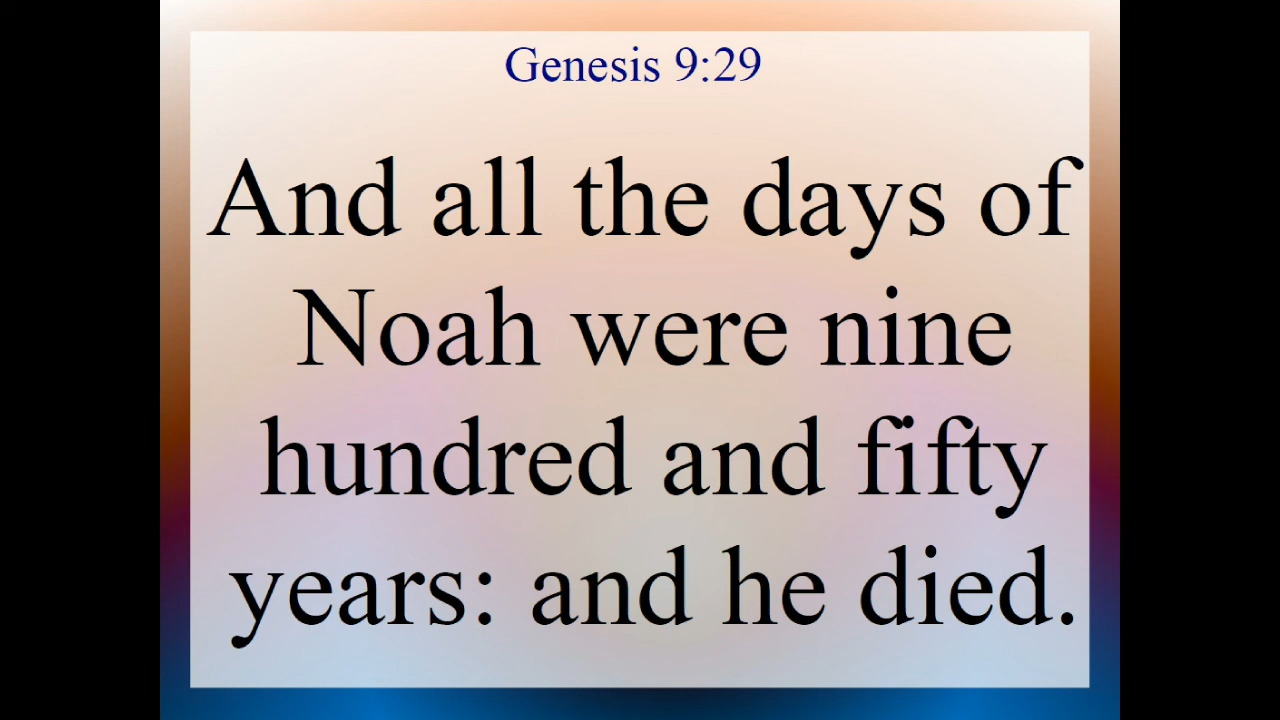 Genesis 9:29
And all the days of
Noah were nine
hundred and fifty
years: and he died.